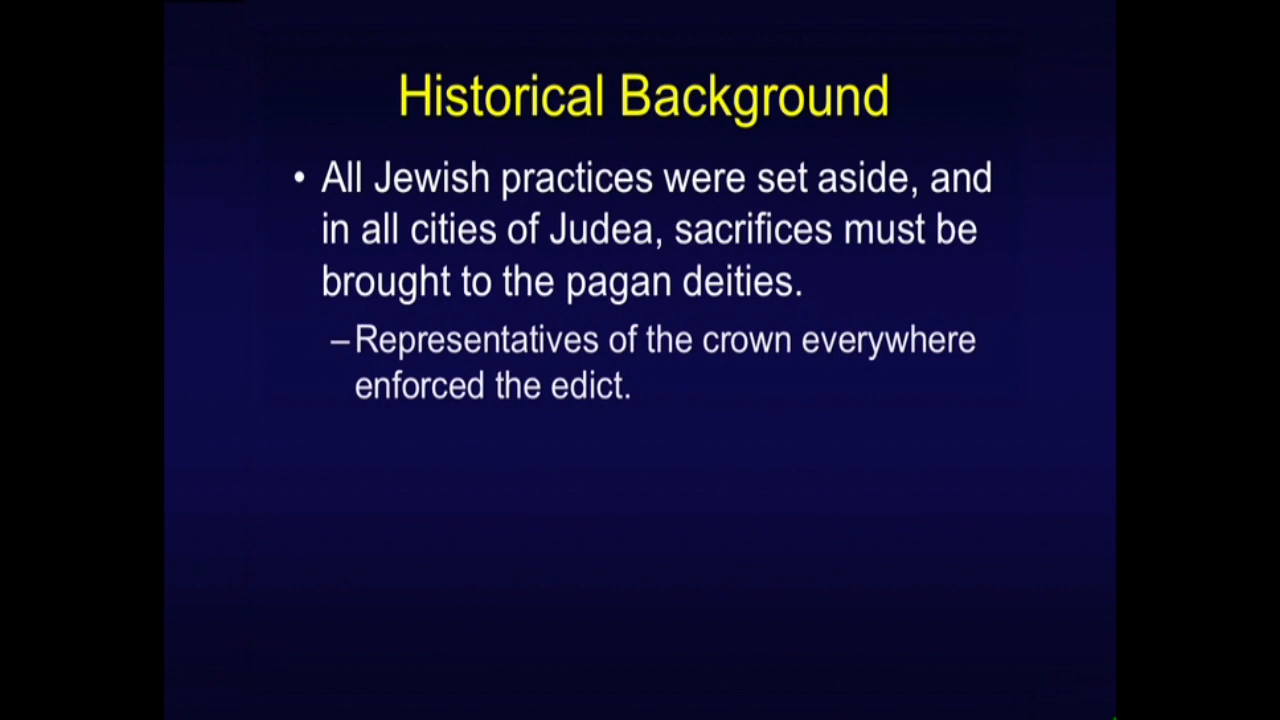 Historical Background
• All Jewish practices were set aside, and
in all cities of Judea, sacrifices must be
brought to the pagan deities.
–Representatives of the crown everywhere
enforced the edict.